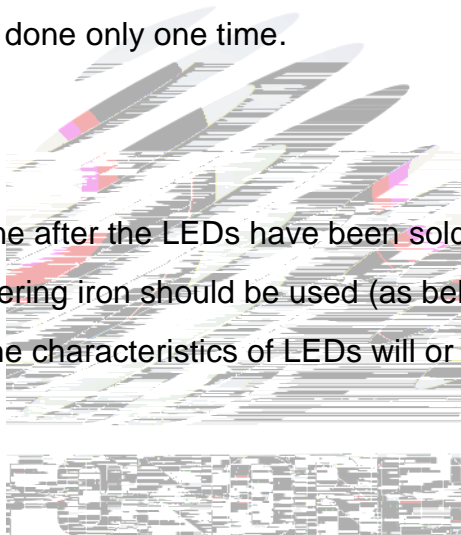 done only one time.
ne after the LEDs have been sold
ering iron should be used (as bel
ne characteristics of LEDs will or